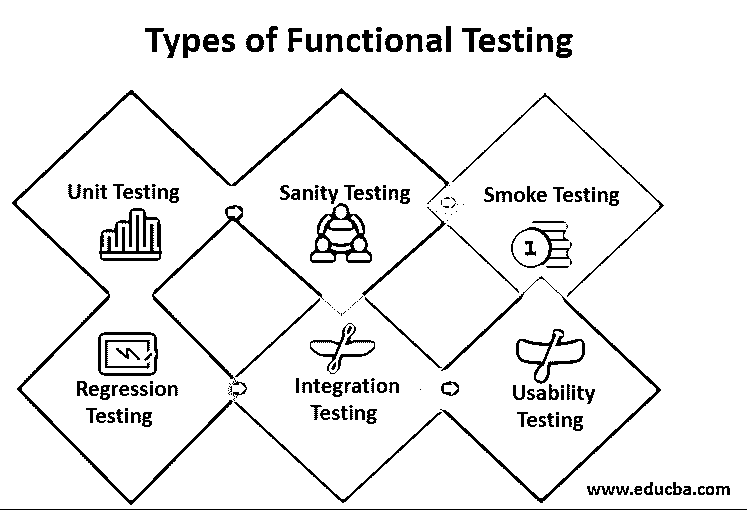 Types of Functional Testing
Unit Testing
Sanity Testing
Smoke Testing
1
Regression
Testing
Integration
Testing
Usability
Testing
www.educba.com